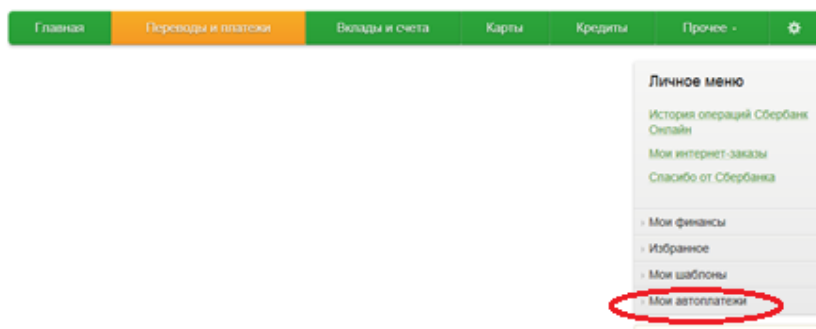 Главная Переводы и платежи Вклады и счета Карты Кредиты Прочее
Личное меню
История операций Сбербанк
Онлайн
Мои интернет-заказы
Спасибо от Сбербанка
Мои финансы
Избранное
Мои шаблоны
Мои автоплатежи